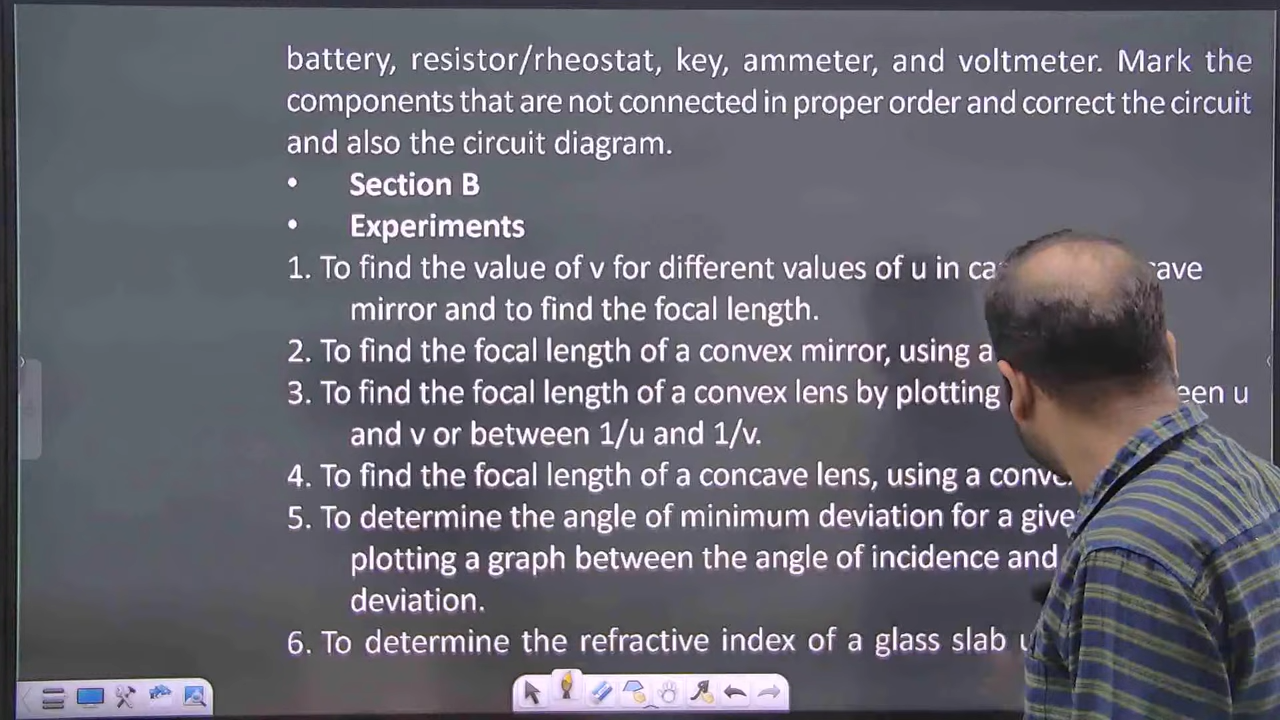 battery, resistor/rheostat, key, ammeter, and voltmeter. Mark the
components that are not connected in proper order and correct the circuit
and also the circuit diagram.
• Section B
• Experiments
1. To find the value of v for different values of u in
mirror and to find the focal length.
2. To find the focal length of a convex mirror, using a
3. To find the focal length of a convex lens by plotting u
and v or between 1/u and 1/v.
4. To find the focal length of a concave lens, using a
5. To determine the angle of minimum deviation for a
plotting a graph between the angle of incidence and
deviation.
6. To determine the refractive index of a glass slab